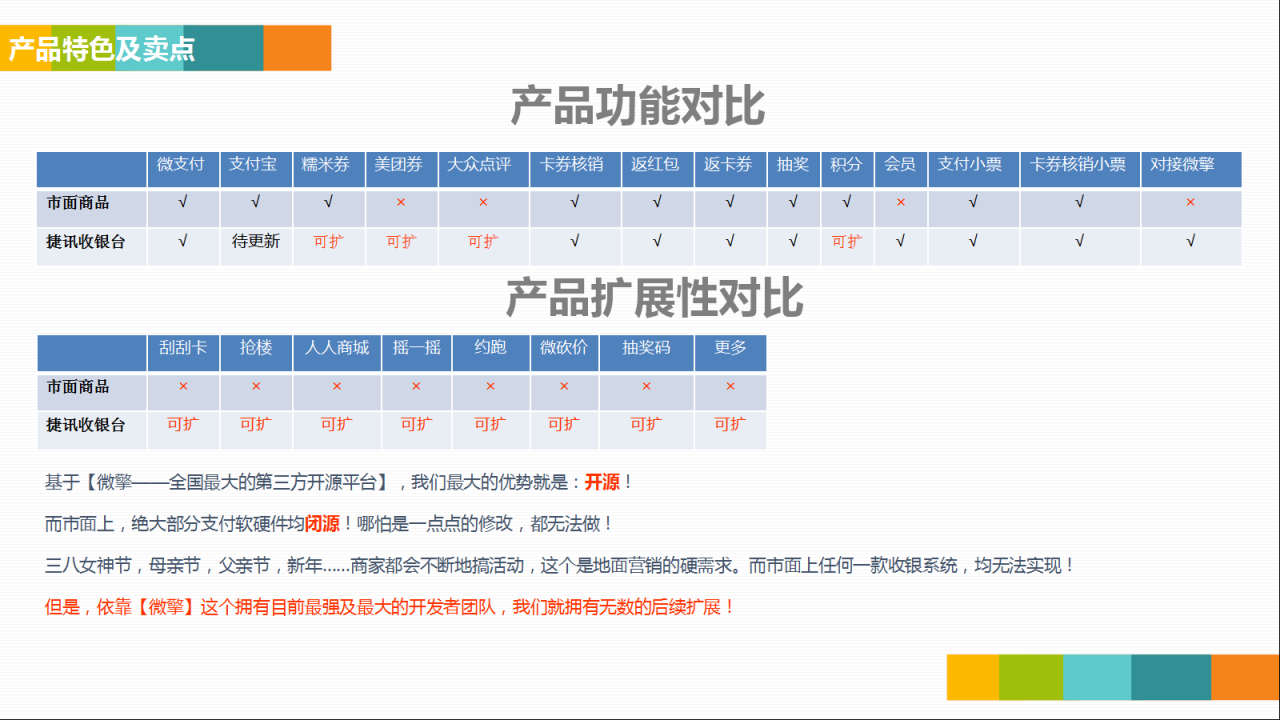 产品特色及卖点
产品功能对比
微支付 支付宝 糯米券 美团券 大众点评 卡券核销 返红包 返卡券 抽奖 积分 会员 支付小票 卡券核销小票 对接微擎
市面商品 √ √ √ × × √ √ √ √ √ × √ √ ×
捷讯收银台 √ 待更新 可扩 可扩 可扩 √ √ √ √ 可扩 √ √ √ √
产品扩展性对比
刮刮卡 抢楼 人人商城 摇一摇 约跑 微砍价 抽奖码 更多
市面商品 × × × × × × × ×
捷讯收银台 可扩 可扩 可扩 可扩 可扩 可扩 可扩 可扩
基于【微擎——全国最大的第三方开源平台】，我们最大的优势就是：开源！
而市面上，绝大部分支付软硬件均闭源！哪怕是一点点的修改，都无法做！
三八女神节，母亲节，父亲节，新年……商家都会不断地搞活动，这个是地面营销的硬需求。而市面上任何一款收银系统，均无法实现！
但是，依靠【微擎】这个拥有目前最强及最大的开发者团队，我们就拥有无数的后续扩展！